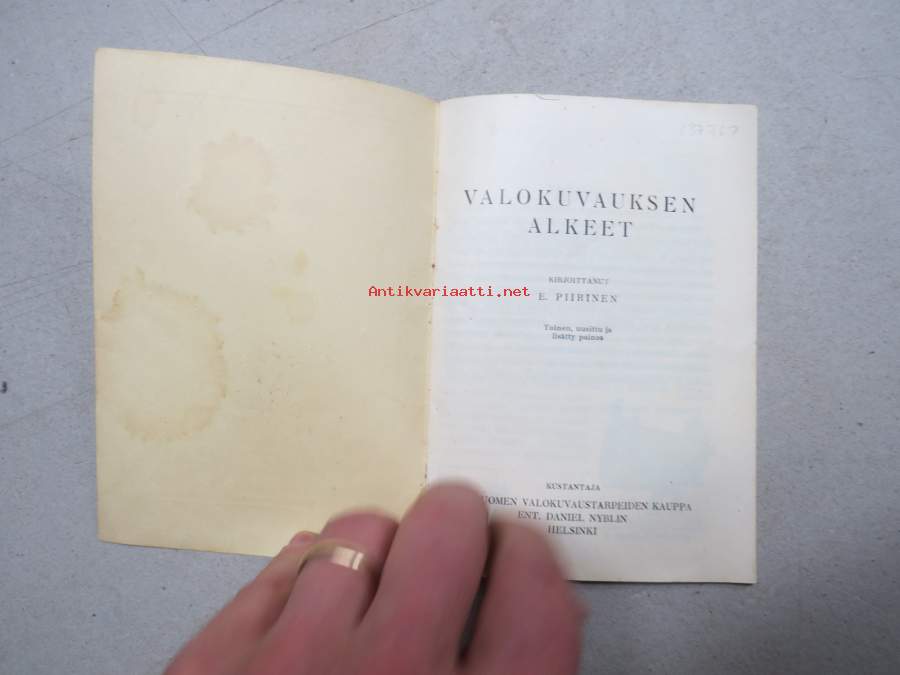 VALOKUVAUKSEN
ALKEET
KIRJOITTANUT
Antikvariaatti.net
E. PIIRINEN
Toinen, uusittu ja
lisätty painos
KUSTANTAJA
UOMEN VALOKUVAUSTARPEIDEN KAUPPA
ENT. DANIEL NYBLIN
HELSINKI